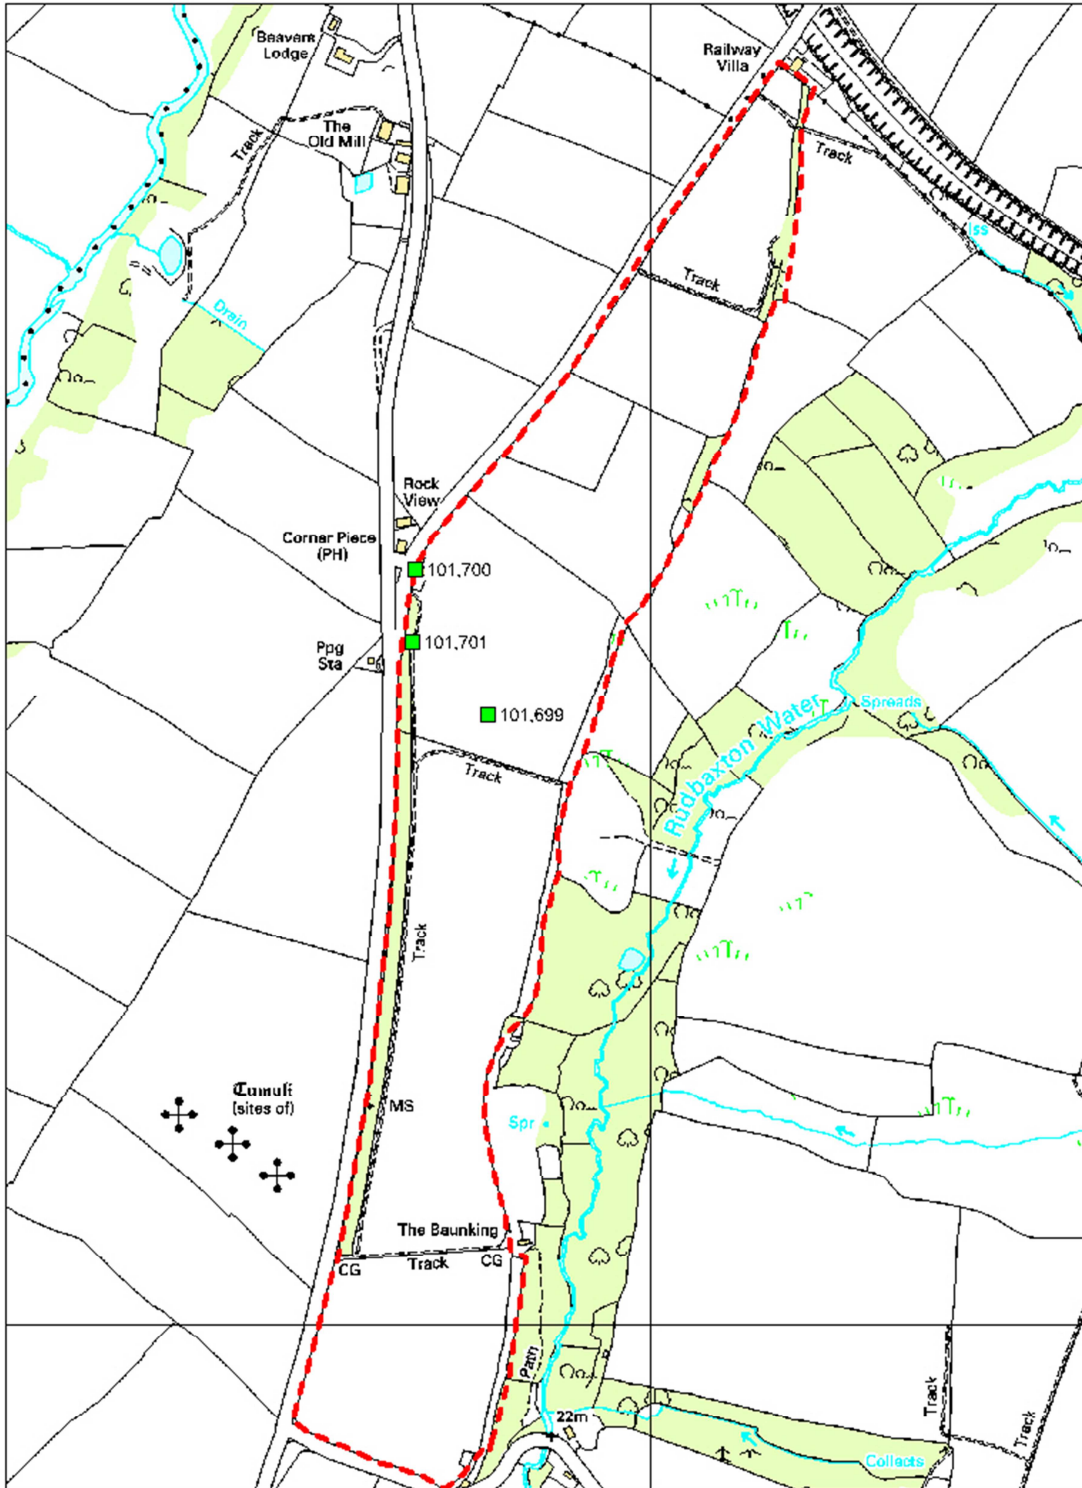 Beavers
Lodge
Railway
Villa
The
Old Mill
Track
Track
Iss
Track
Drain
Rock
View
Corner Piece
(PH)
101,700
101,701
Ppg
Sta
101,699
Spreads
Rudbaxton Water
Track
Track
Tumuli
(sites of)
MS
Spr
The Baunking
CG
Track
CG
Path
22m
Track
Track
Collects